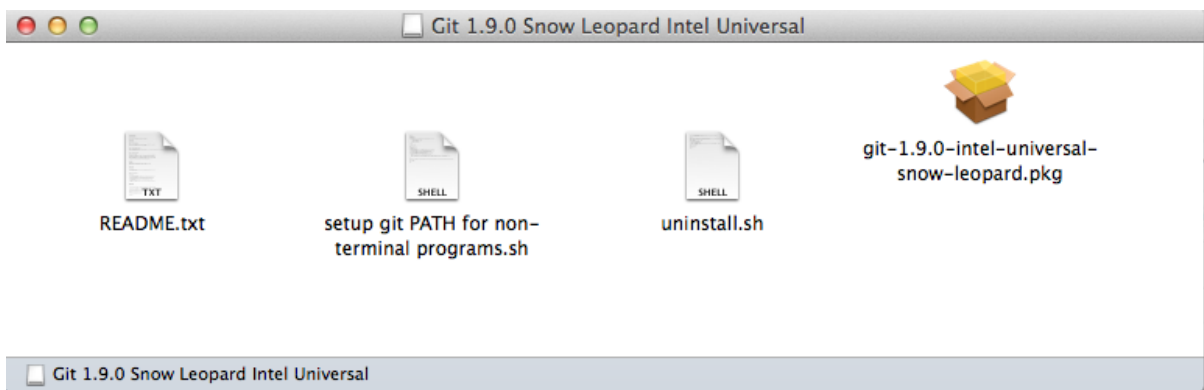 Git 1.9.0 Snow Leopard Intel Universal
TXT
README.txt
SHELL
setup git PATH for non-
terminal programs.sh
SHELL
uninstall.sh
git-1.9.0-intel-universal-
snow-leopard.pkg
Git 1.9.0 Snow Leopard Intel Universal